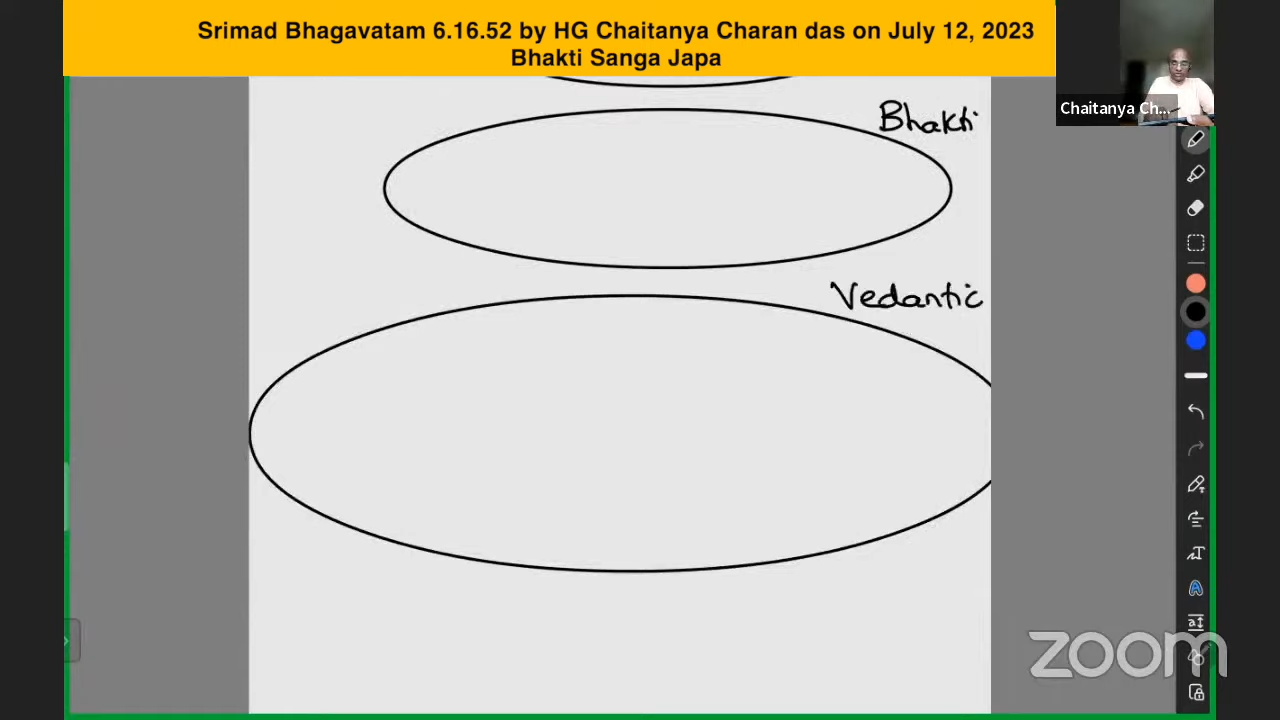 Srimad Bhagavatam 6.16.52 by HG Chaitanya Charan das on July 12, 2023
Bhakti Sanga Japa
Chaitanya Ch...
Bhakti
Vedantic
zoom